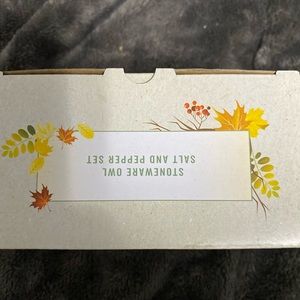 STONEWARE OWL
SALT AND PEPPER SET